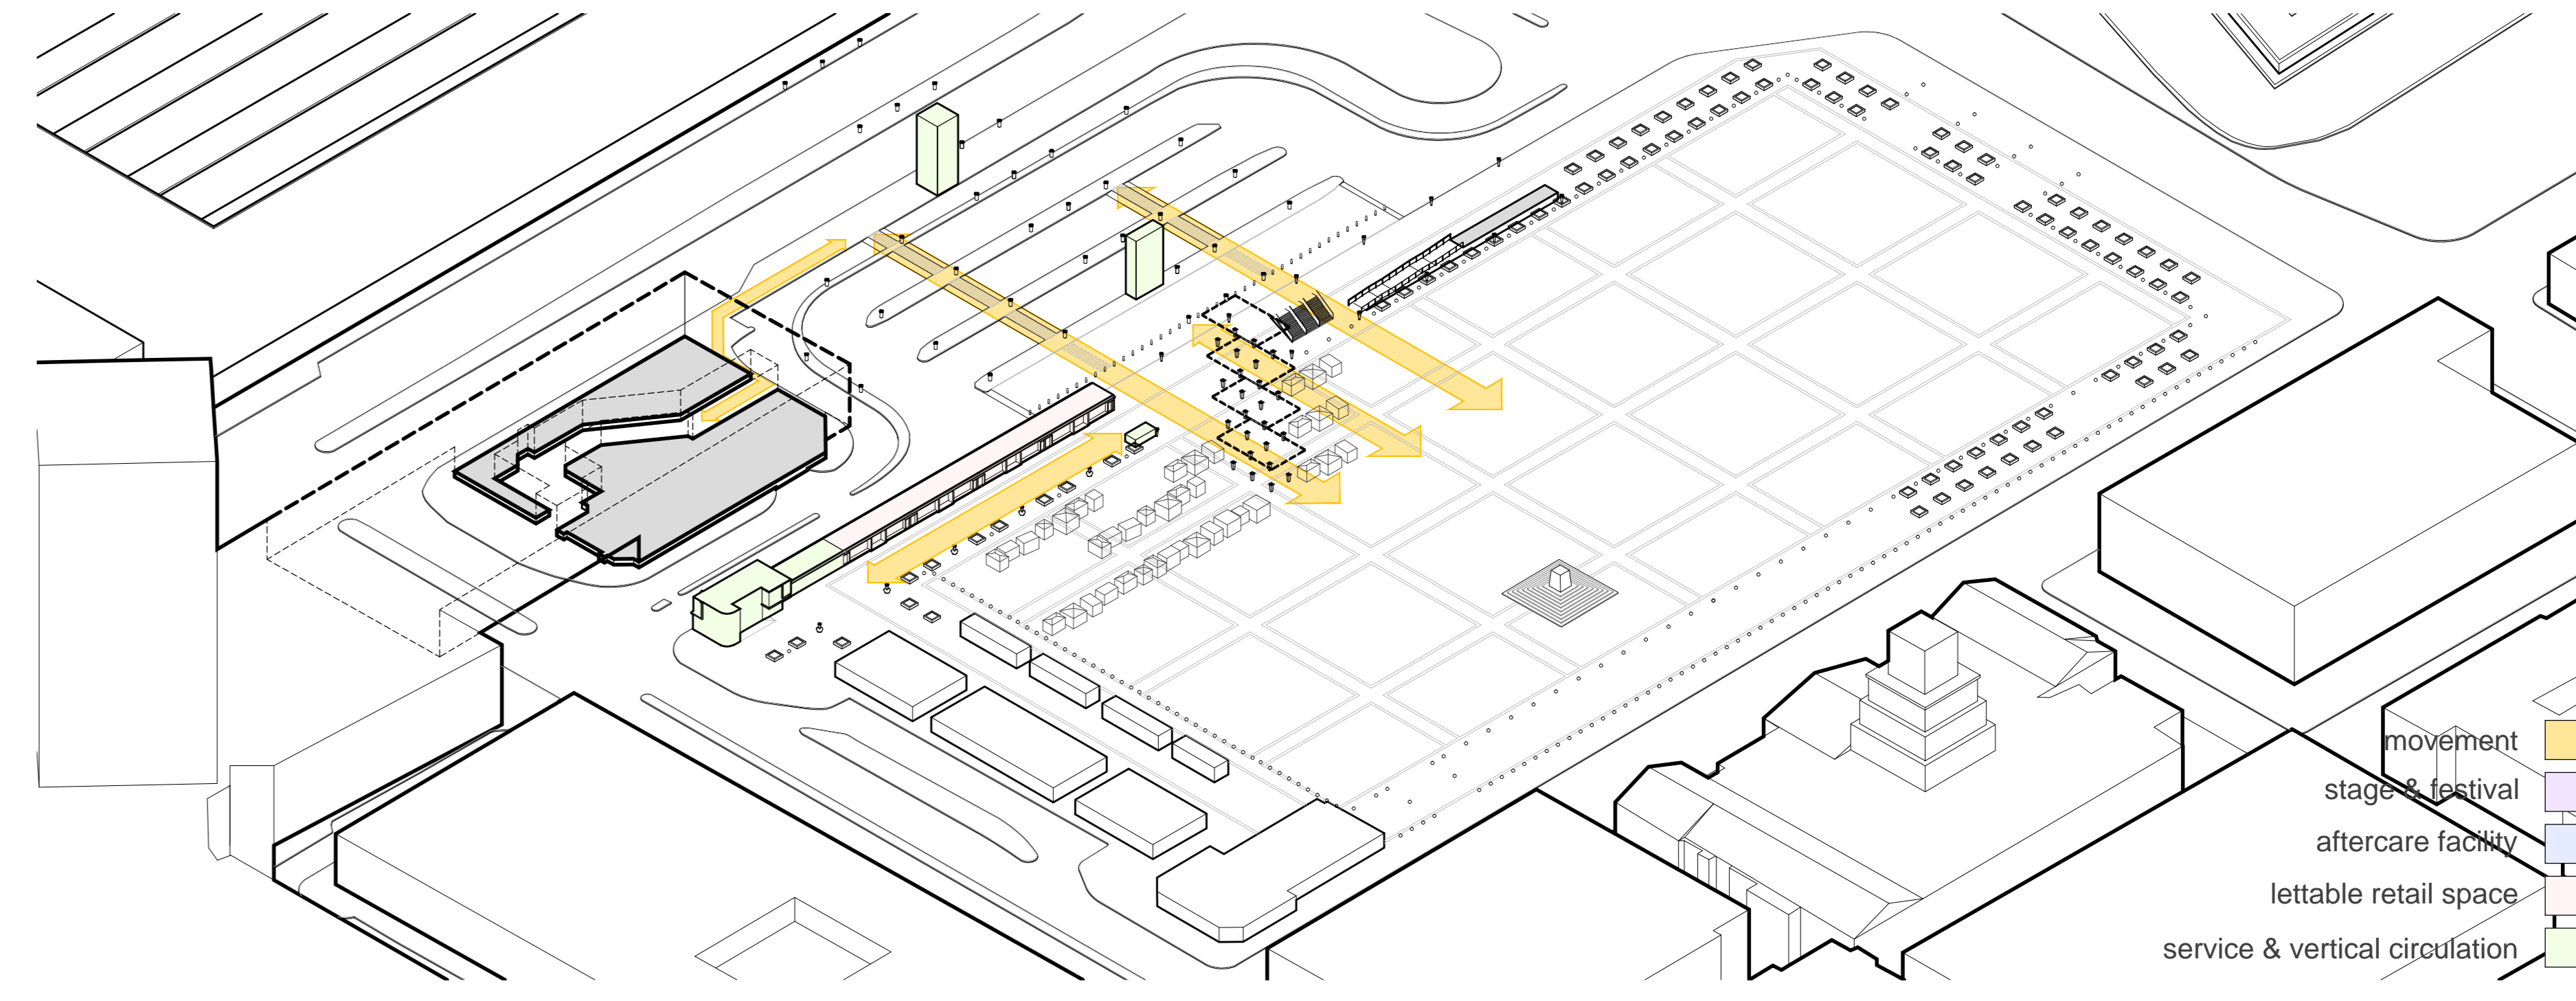 movement
stage & festival
aftercare facility
lettable retail space
service & vertical circulation